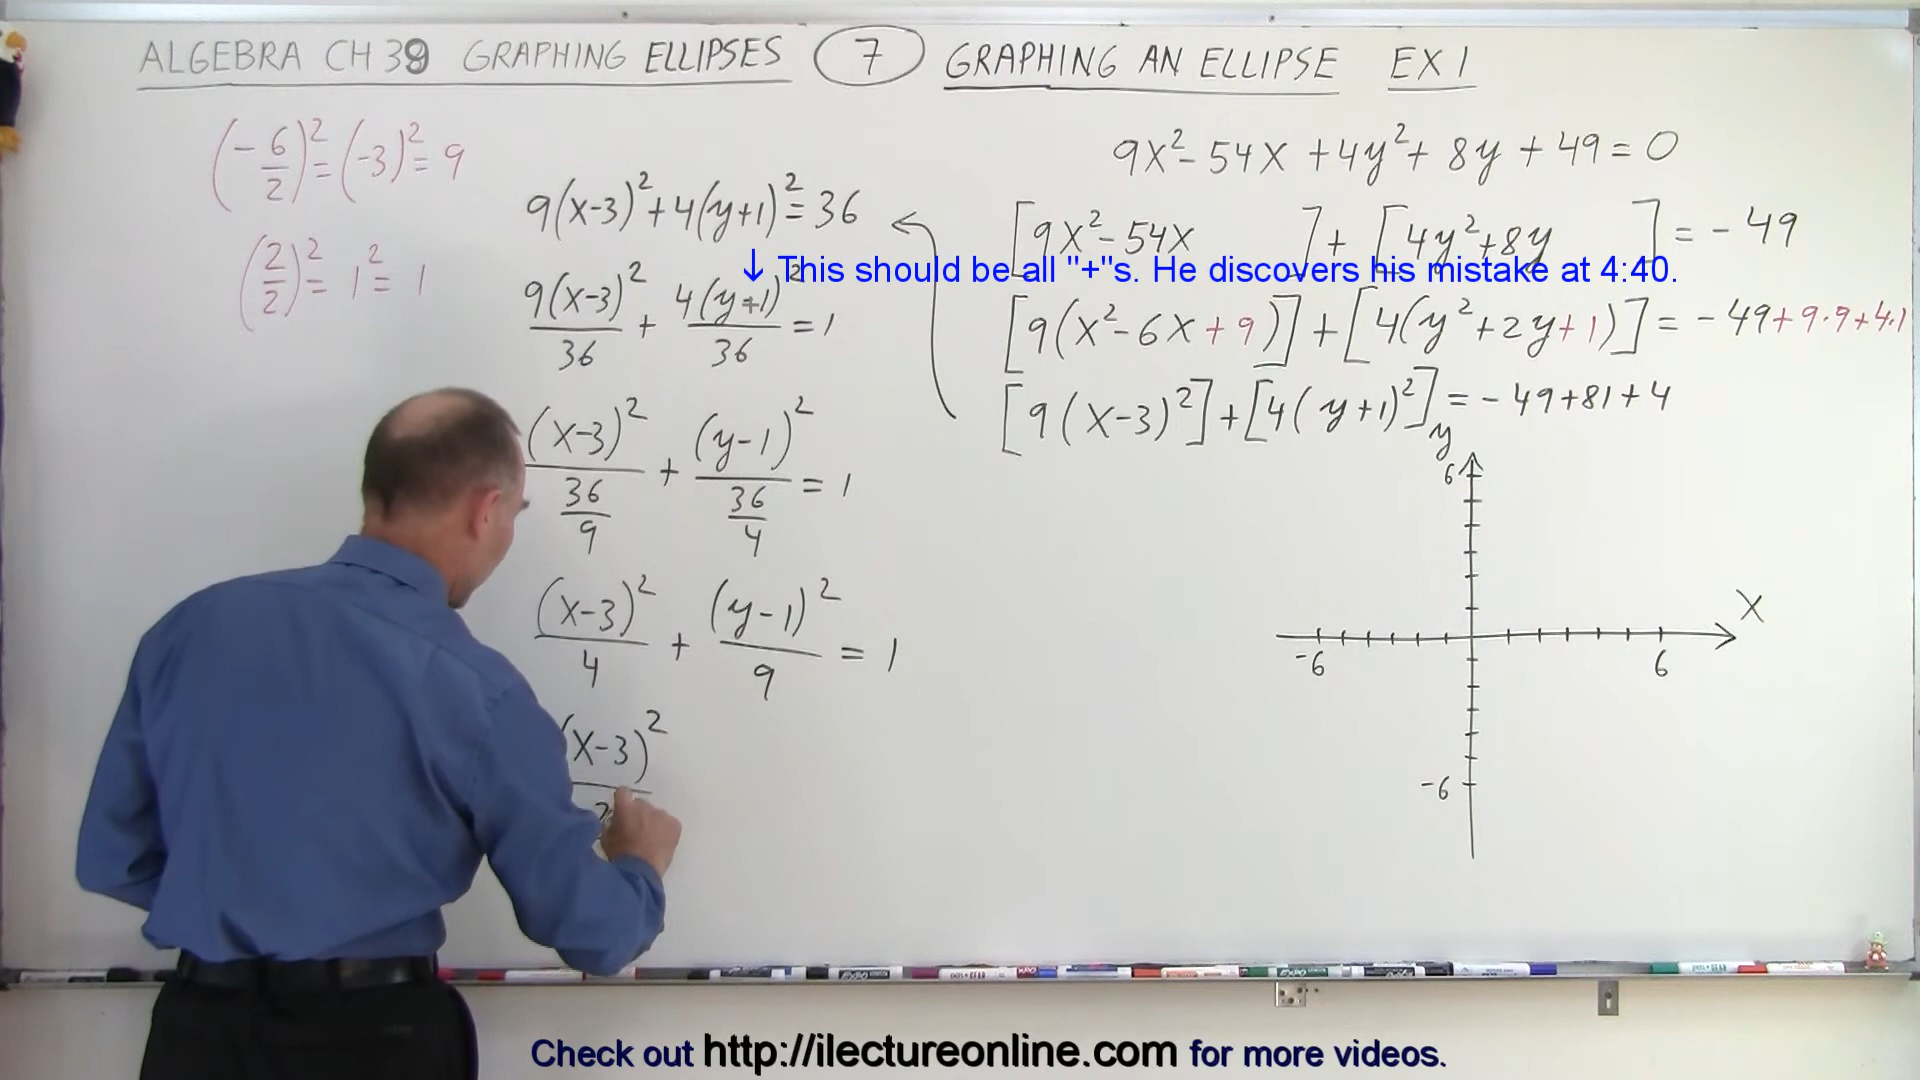 ALGEBRA CH 39 GRAPHING ELLIPSES 7 GRAPHING AN ELLIPSE EX 1
(-6/2)² = (-3)² = 9
(2/2)² = 1² = 1
9(x-3)² + 4(y+1)² = 36
9(x-3)²/36 + 4(y+1)²/36 = 1
(x-3)²/(36/9) + (y-1)²/(36/4) = 1
(x-3)²/4 + (y-1)²/9 = 1
(x-3)²
9x² - 54x + 4y² + 8y + 49 = 0
[9x² - 54x ] + [4y² + 8y ] = -49
↓ This should be all "+"s. He discovers his mistake at 4:40.
[9(x² - 6x + 9)] + [4(y² + 2y + 1)] = -49 + 9·9 + 4·1
[9(x-3)²] + [4(y+1)²] = -49 + 81 + 4
y
6
x
-6 6
-6
Check out http://ilectureonline.com for more videos.